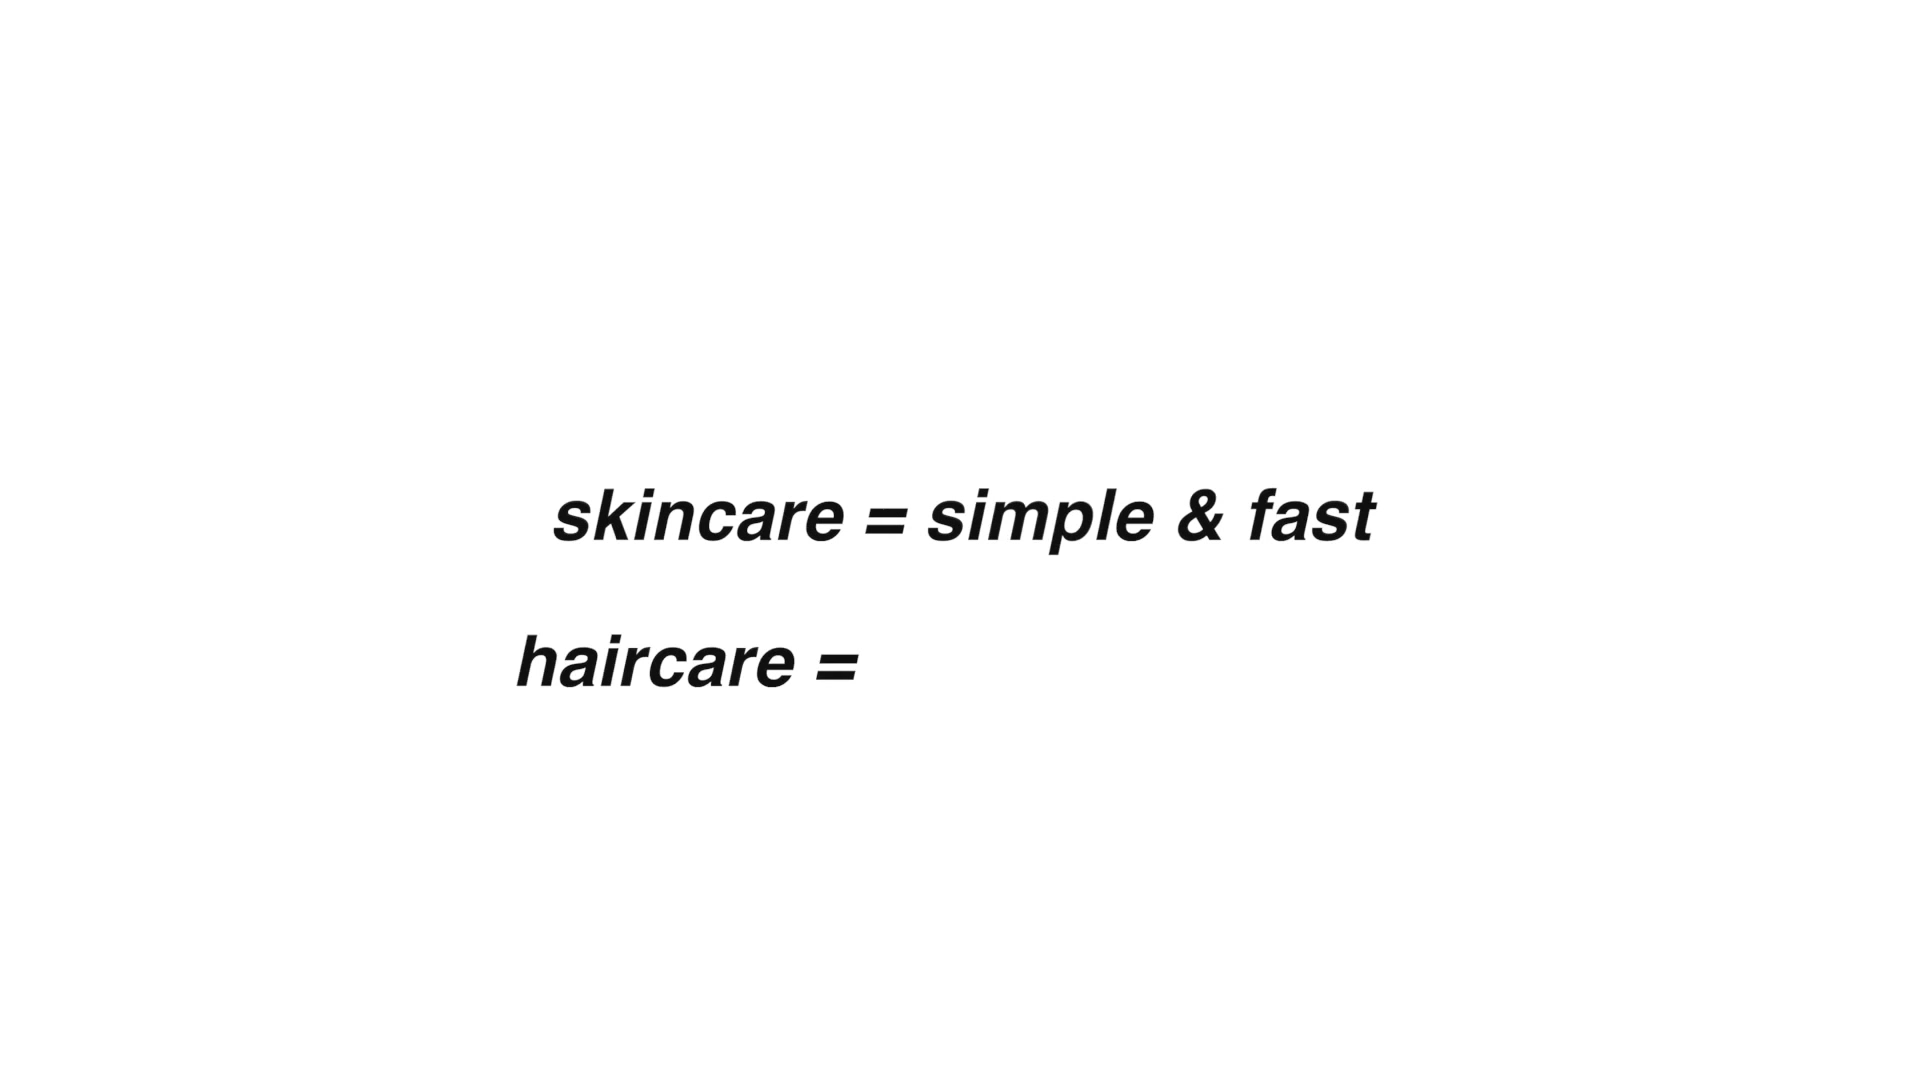 skincare = simple & fast
haircare =